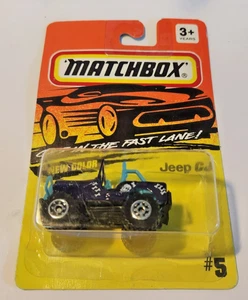 3+
YEARS
MATCHBOX
IN THE FAST LANE!
NEW COLOR
Jeep CJ
#5